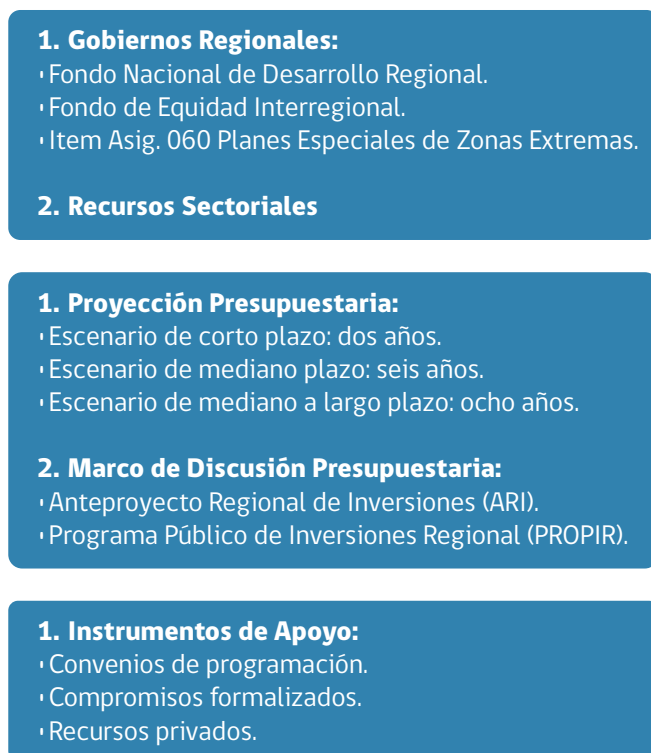 1. Gobiernos Regionales:
Fondo Nacional de Desarrollo Regional.
Fondo de Equidad Interregional.
Item Asig. 060 Planes Especiales de Zonas Extremas.
2. Recursos Sectoriales
1. Proyección Presupuestaria:
Escenario de corto plazo: dos años.
Escenario de mediano plazo: seis años.
Escenario de mediano a largo plazo: ocho años.
2. Marco de Discusión Presupuestaria:
Anteproyecto Regional de Inversiones (ARI).
Programa Público de Inversiones Regional (PROPIR).
1. Instrumentos de Apoyo:
Convenios de programación.
Compromisos formalizados.
Recursos privados.